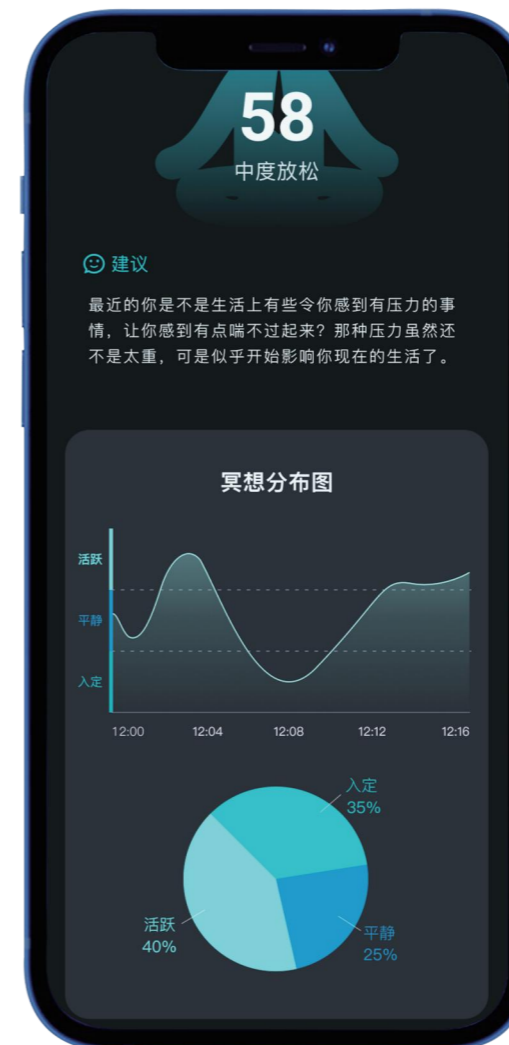 58
中度放松
建议
最近的你是不是生活上有些令你感到有压力的事
情，让你感到有点喘不过起来？那种压力虽然还
不是太重，可是似乎开始影响你现在的生活了。
冥想分布图
活跃
平静
入定
12:00 12:04 12:08 12:12 12:16
入定
35%
活跃
40%
平静
25%